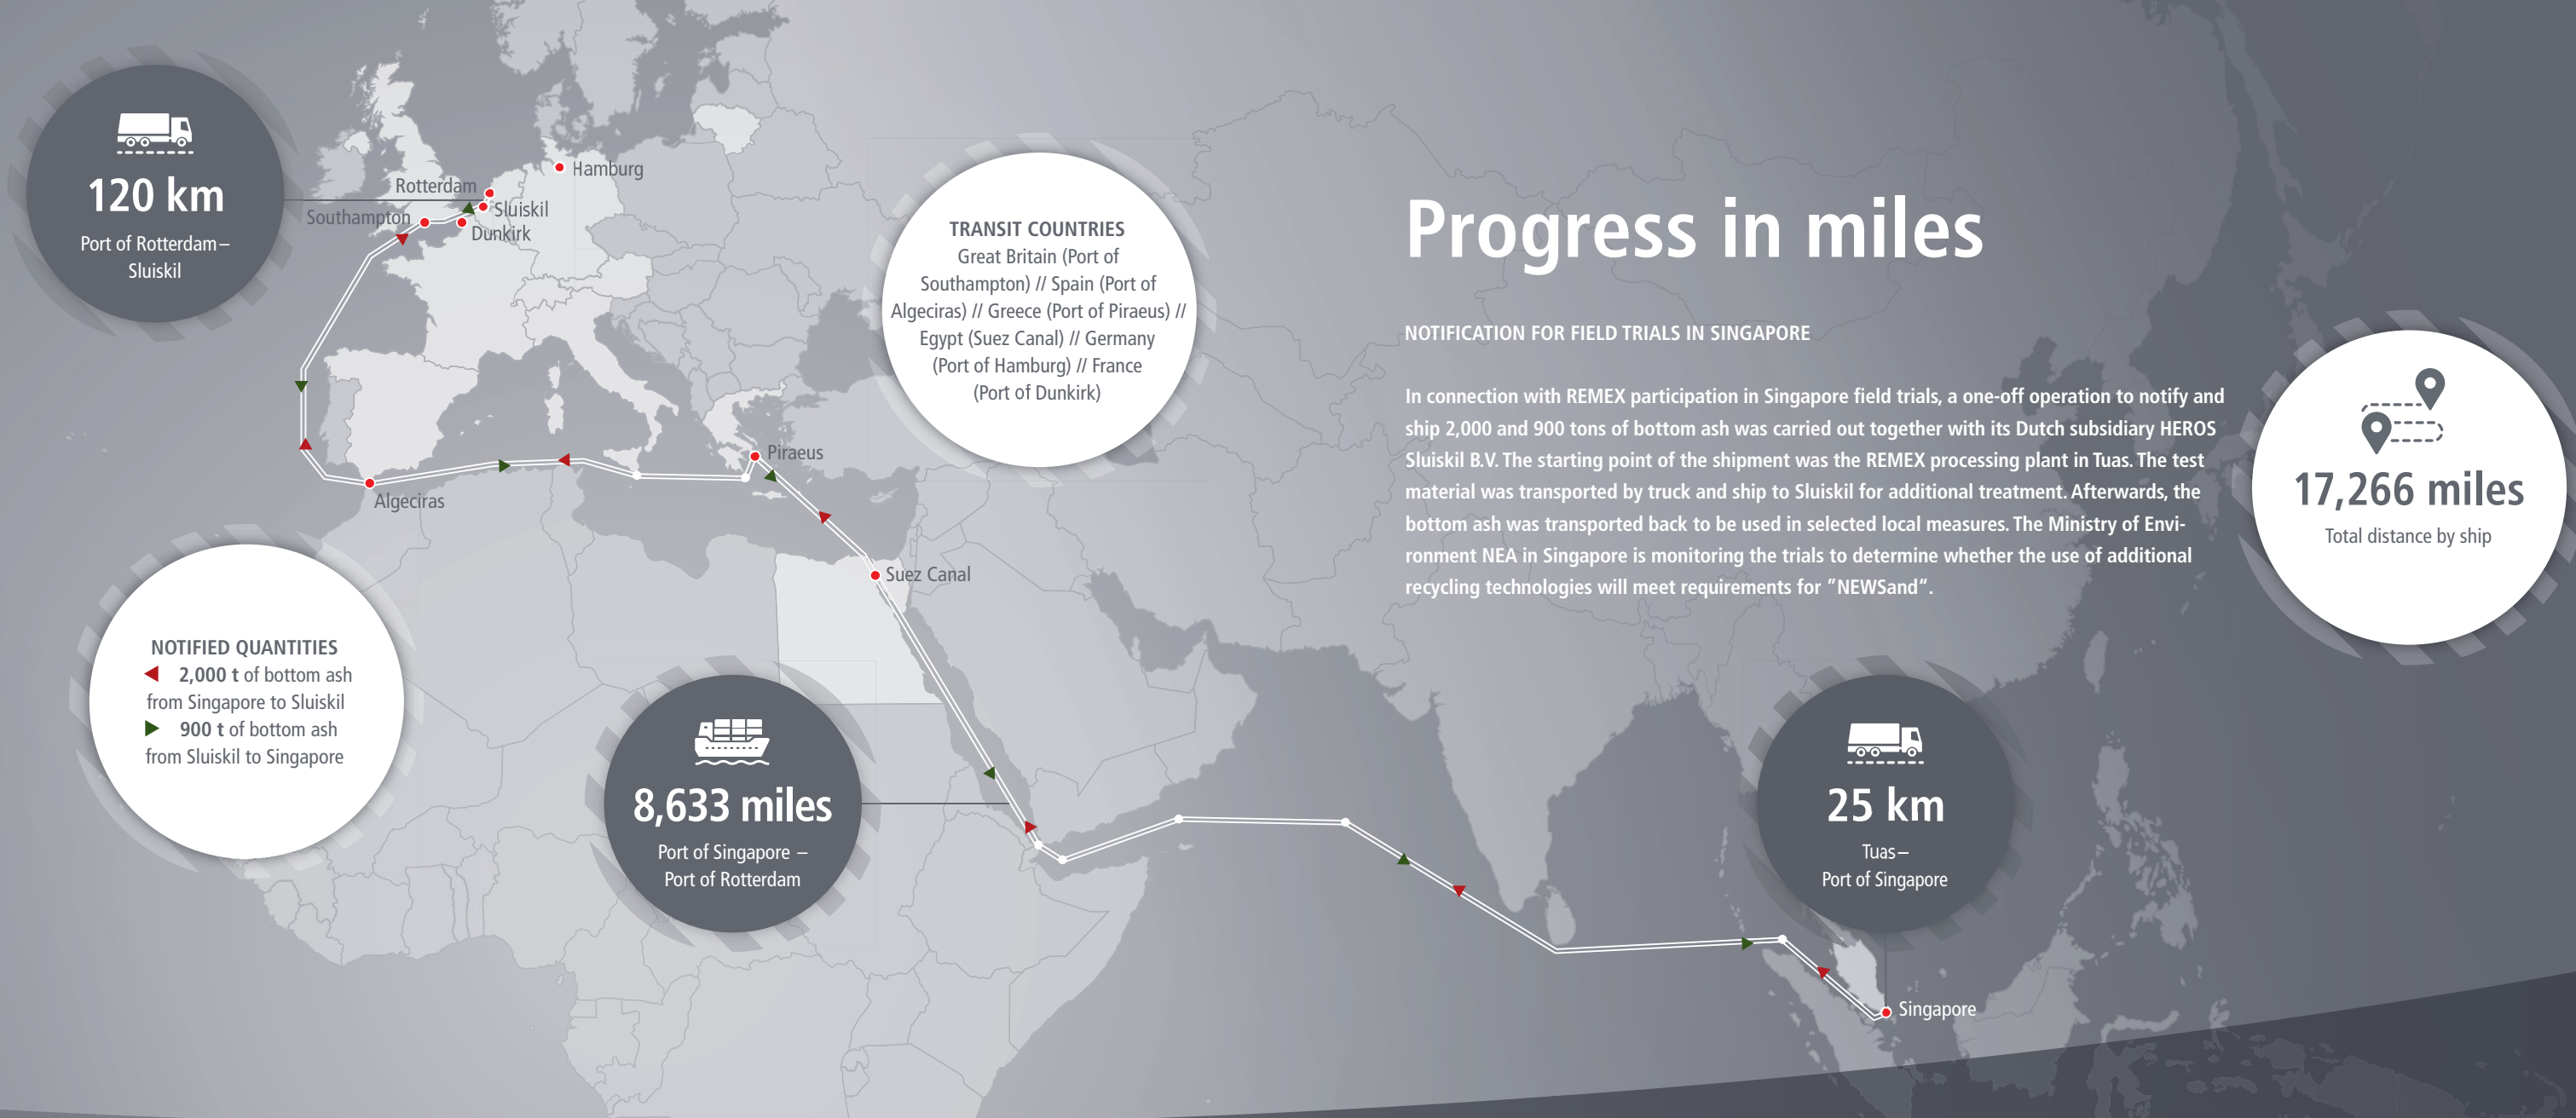 120 km
Port of Rotterdam–
Sluiskil
Hamburg
Rotterdam
Sluiskil
Southampton
Dunkirk
Piraeus
Algeciras
Suez Canal
Singapore
TRANSIT COUNTRIES
Great Britain (Port of
Southampton) // Spain (Port of
Algeciras) // Greece (Port of Piraeus) //
Egypt (Suez Canal) // Germany
(Port of Hamburg) // France
(Port of Dunkirk)
Progress in miles
NOTIFICATION FOR FIELD TRIALS IN SINGAPORE
In connection with REMEX participation in Singapore field trials, a one-off operation to notify and
ship 2,000 and 900 tons of bottom ash was carried out together with its Dutch subsidiary HEROS
Sluiskil B.V. The starting point of the shipment was the REMEX processing plant in Tuas. The test
material was transported by truck and ship to Sluiskil for additional treatment. Afterwards, the
bottom ash was transported back to be used in selected local measures. The Ministry of Envi-
ronment NEA in Singapore is monitoring the trials to determine whether the use of additional
recycling technologies will meet requirements for ”NEWSand“.
17,266 miles
Total distance by ship
NOTIFIED QUANTITIES
2,000 t of bottom ash
from Singapore to Sluiskil
900 t of bottom ash
from Sluiskil to Singapore
8,633 miles
Port of Singapore –
Port of Rotterdam
25 km
Tuas–
Port of Singapore